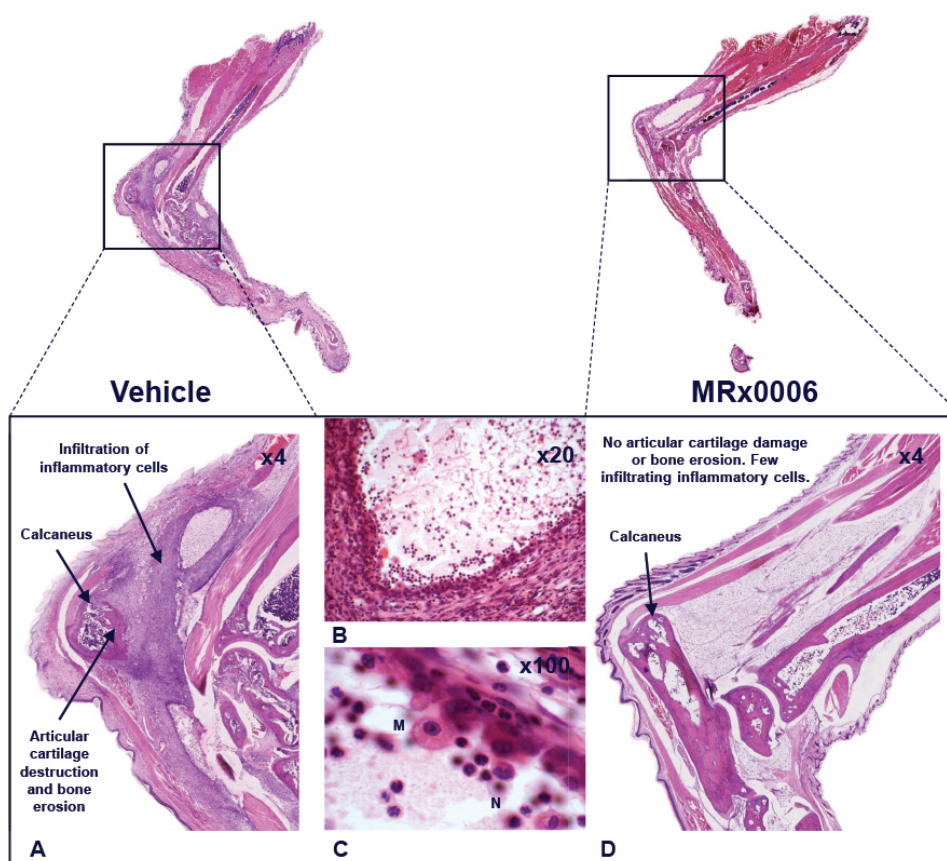 Vehicle
MRx0006
Infiltration of
inflammatory cells
x4
Calcaneus
Articular
cartilage
destruction
and bone
erosion
A
x20
B
x100
M
N
C
No articular cartilage damage
or bone erosion. Few
infiltrating inflammatory cells.
x4
Calcaneus
D